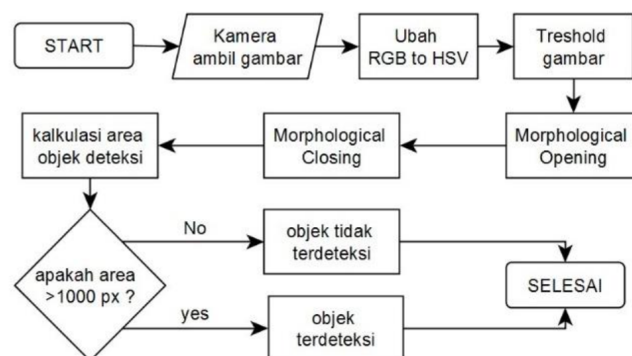 START
Kamera
ambil gambar
Ubah
RGB to HSV
Treshold
gambar
kalkulasi area
objek deteksi
Morphological
Closing
Morphological
Opening
apakah area
>1000 px ?
No
objek tidak
terdeteksi
yes
objek
terdeteksi
SELESAI